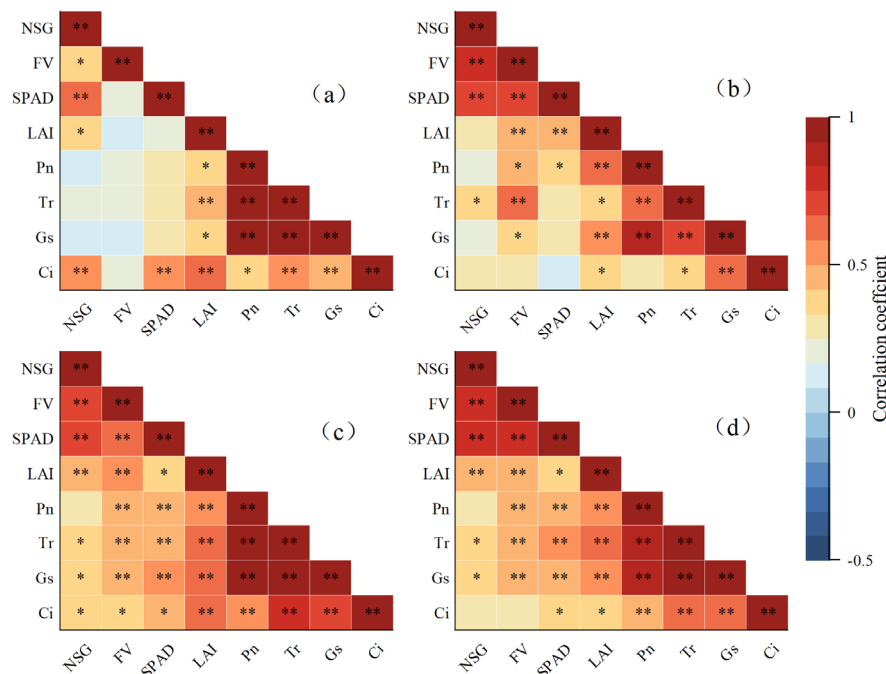 NSG ** NSG **
FV * ** FV ** **
SPAD ** ** (a) SPAD ** ** ** (b)
LAI * ** LAI ** ** ** 1
Pn * ** Pn * * ** **
Tr ** ** ** Tr * ** * ** **
Gs * ** ** ** Gs * ** ** ** **
Ci ** ** ** * ** ** ** Ci * * ** ** 0.5
NSG FV SPAD LAI Pn Tr Gs Ci NSG FV SPAD LAI Pn Tr Gs Ci
NSG ** NSG **
FV ** ** FV ** **
SPAD ** ** ** (c) SPAD ** ** ** (d) 0
LAI ** ** * ** LAI ** ** * **
Pn ** ** ** ** Pn ** ** ** **
Tr * ** ** ** ** ** Tr * ** ** ** ** **
Gs * ** ** ** ** ** ** Gs * ** ** ** ** ** ** -0.5
Ci * * * ** ** ** ** ** Ci * * ** ** ** **
NSG FV SPAD LAI Pn Tr Gs Ci NSG FV SPAD LAI Pn Tr Gs Ci
Correlation coeffcient